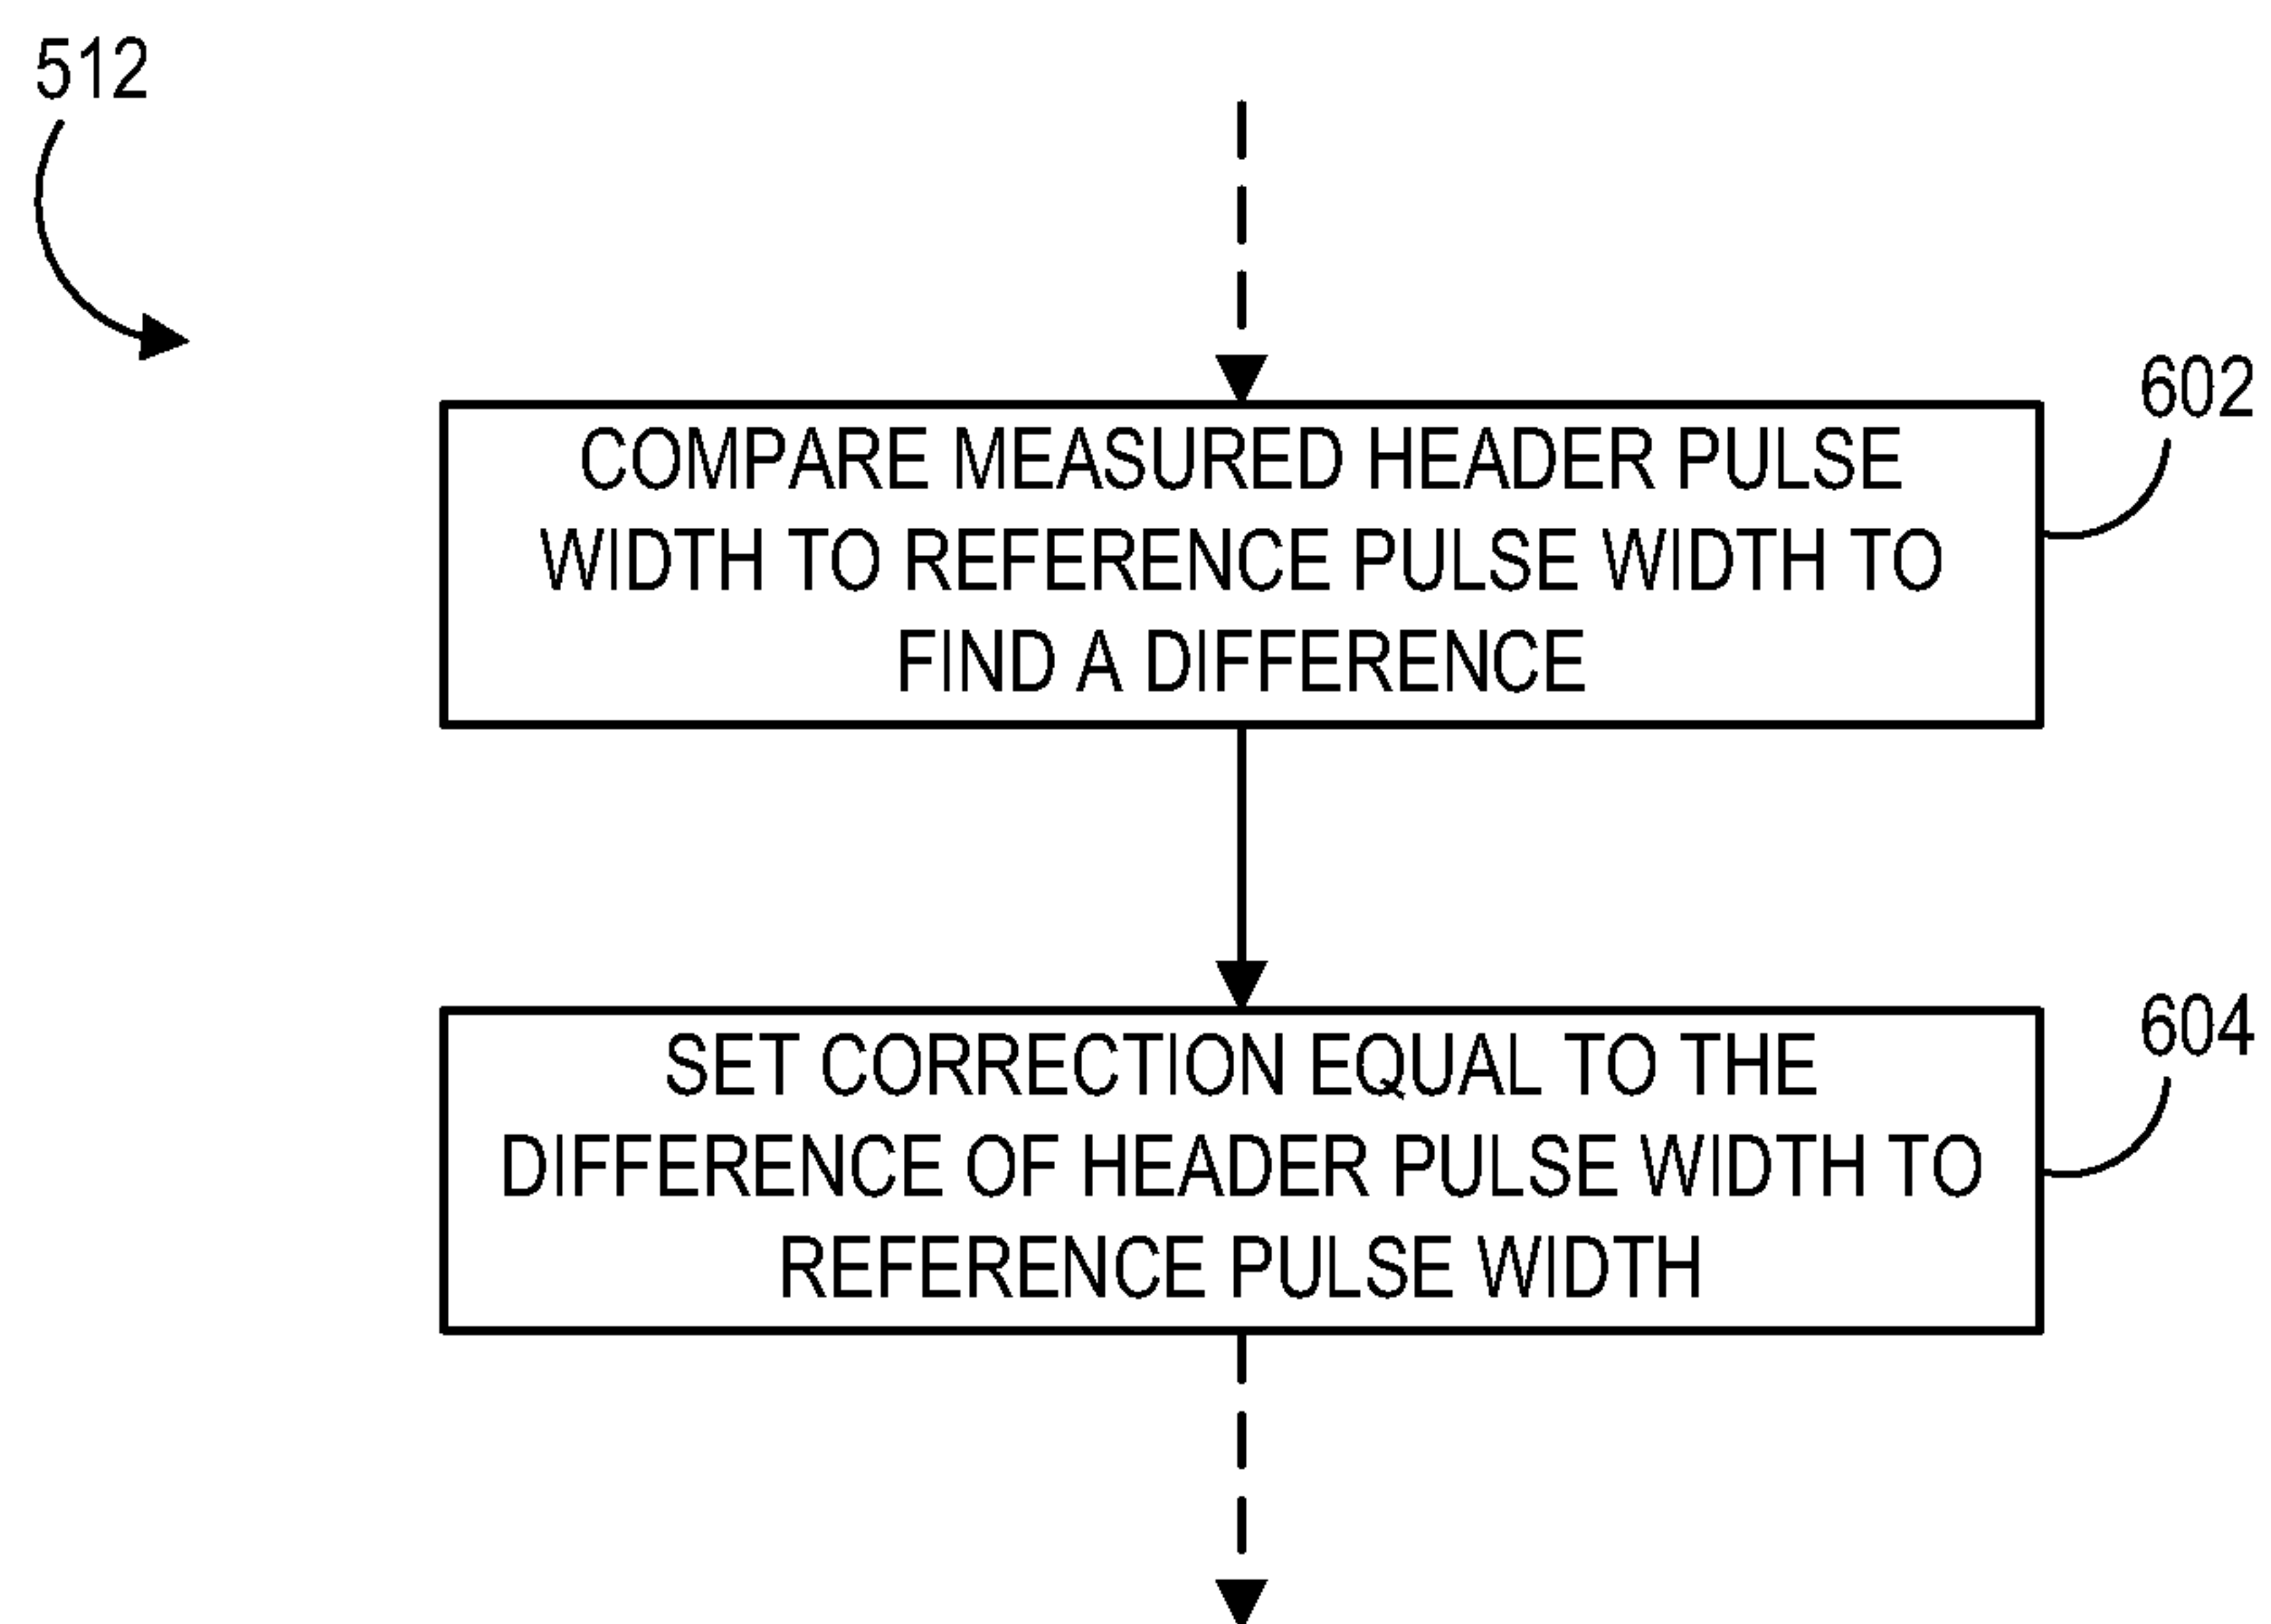 512
COMPARE MEASURED HEADER PULSE
WIDTH TO REFERENCE PULSE WIDTH TO
FIND A DIFFERENCE
602
SET CORRECTION EQUAL TO THE
DIFFERENCE OF HEADER PULSE WIDTH TO
REFERENCE PULSE WIDTH
604